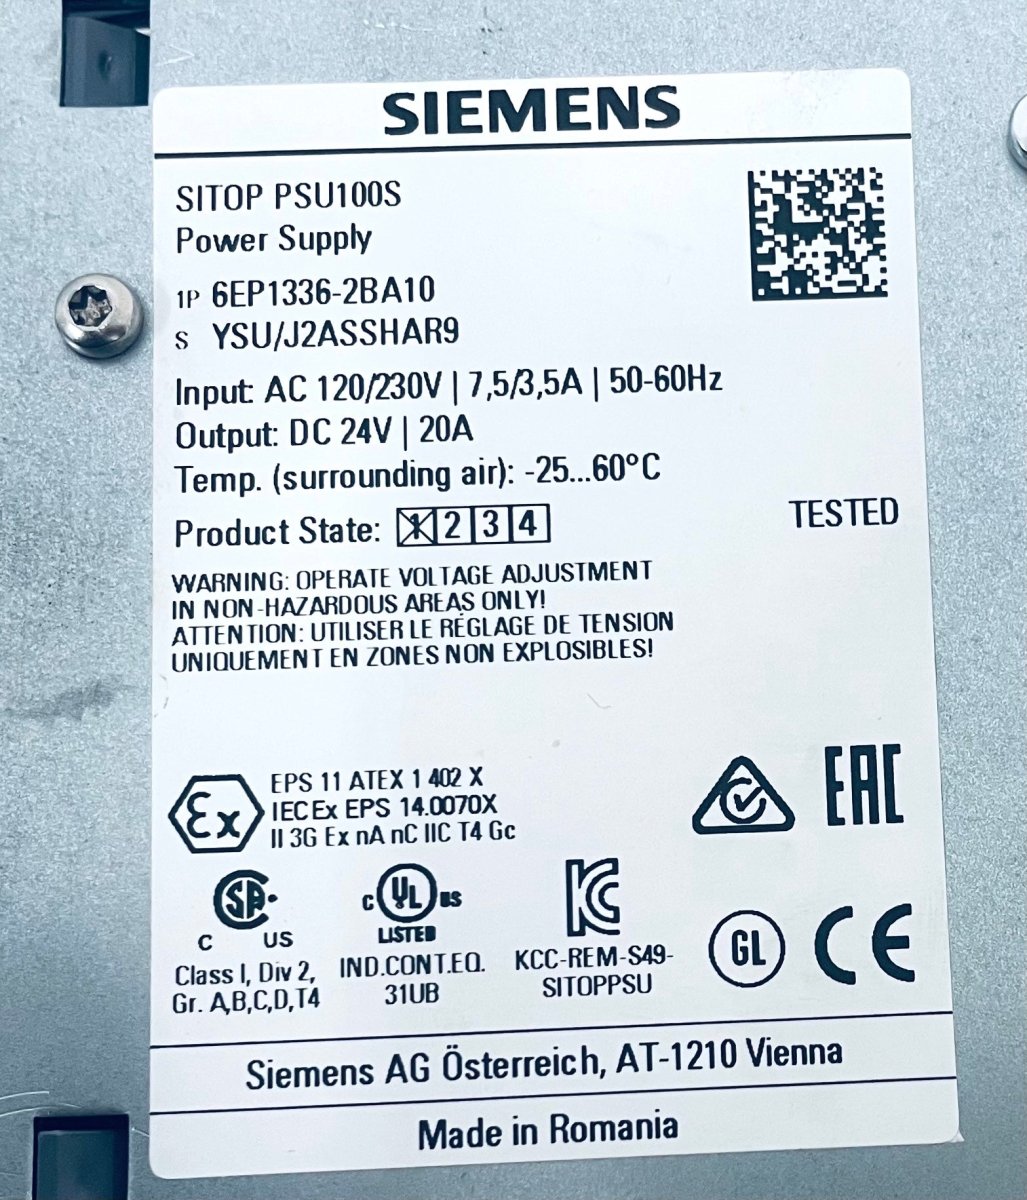 SIEMENS
SITOP PSU100S
Power Supply
1P 6EP1336-2BA10
S YSU/J2ASSHAR9
Input: AC 120/230V | 7,5/3,5A | 50-60Hz
Output: DC 24V | 20A
Temp. (surrounding air): -25...60°C
Product State: 1 2 3 4
TESTED
WARNING: OPERATE VOLTAGE ADJUSTMENT
IN NON-HAZARDOUS AREAS ONLY!
ATTENTION: UTILISER LE RÉGLAGE DE TENSION
UNIQUEMENT EN ZONES NON EXPLOSIBLES!
Ex
EPS 11 ATEX 1 402 X
IECEx EPS 14.0070X
II 3G Ex nA nC IIC T4 Gc
EAC
SA
C US
Class I, Div 2,
Gr. A,B,C,D,T4
C UL US
LISTED
IND.CONT.EQ.
31UB
KC
KCC-REM-S49-
SITOPPSU
GL
CE
Siemens AG Österreich, AT-1210 Vienna
Made in Romania